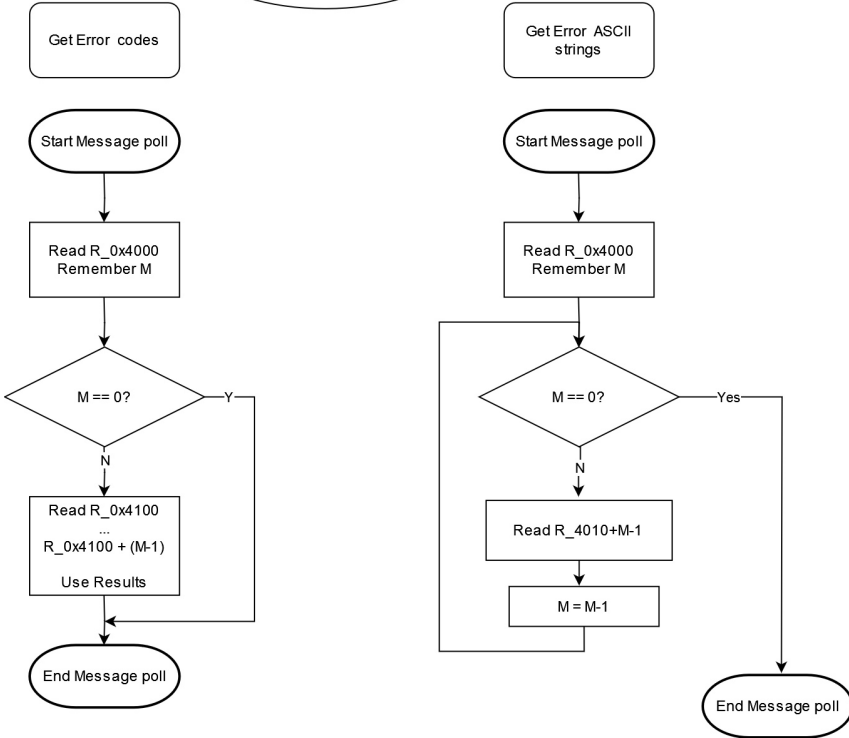 Get Error codes
Start Message poll
Read R_0x4000
Remember M
M == 0?
Y
N
Read R_0x4100
...
R_0x4100 + (M-1)
Use Results
End Message poll
Get Error ASCII
strings
Start Message poll
Read R_0x4000
Remember M
M == 0?
Yes
N
Read R_4010+M-1
M = M-1
End Message poll